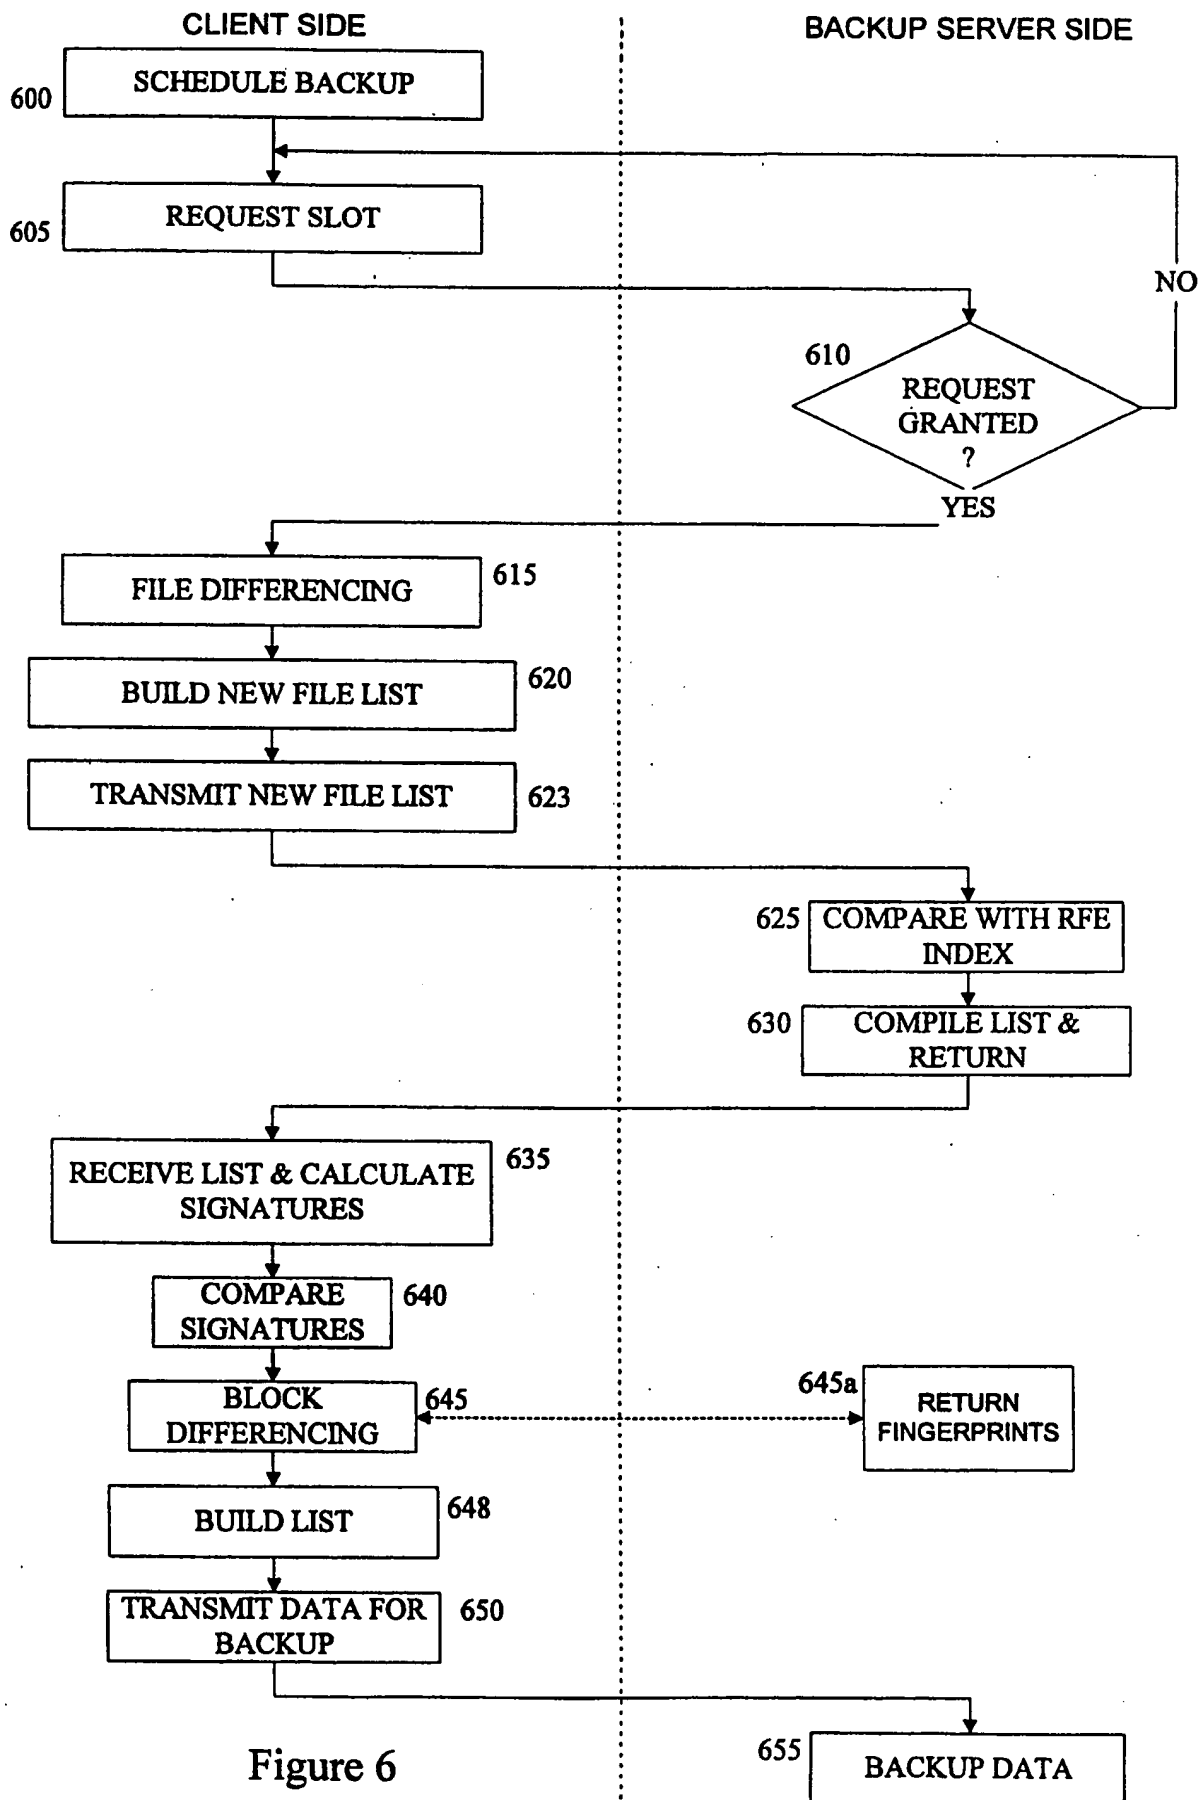 CLIENT SIDE
BACKUP SERVER SIDE
SCHEDULE BACKUP
600
REQUEST SLOT
605
NO
610
REQUEST
GRANTED
?
YES
FILE DIFFERENCING
615
BUILD NEW FILE LIST
620
TRANSMIT NEW FILE LIST
623
625
COMPARE WITH RFE
INDEX
630
COMPILE LIST &
RETURN
RECEIVE LIST & CALCULATE
SIGNATURES
635
COMPARE
SIGNATURES
640
BLOCK
DIFFERENCING
645
645a
RETURN
FINGERPRINTS
BUILD LIST
648
TRANSMIT DATA FOR
BACKUP
650
655
BACKUP DATA
Figure 6